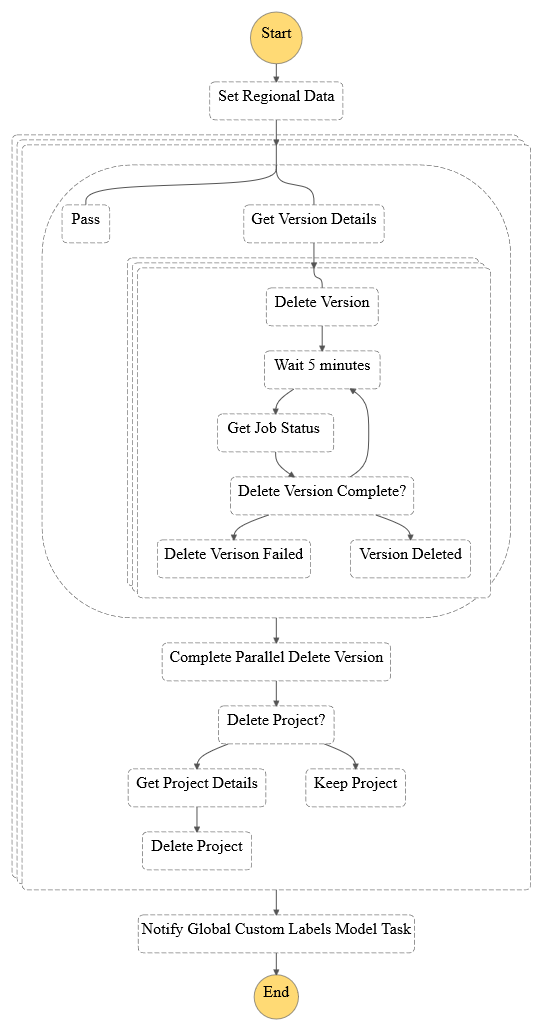 Start
Set Regional Data
Pass
Get Version Details
Delete Version
Wait 5 minutes
Get Job Status
Delete Version Complete?
Delete Verison Failed
Version Deleted
Complete Parallel Delete Version
Delete Project?
Get Project Details
Keep Project
Delete Project
Notify Global Custom Labels Model Task
End